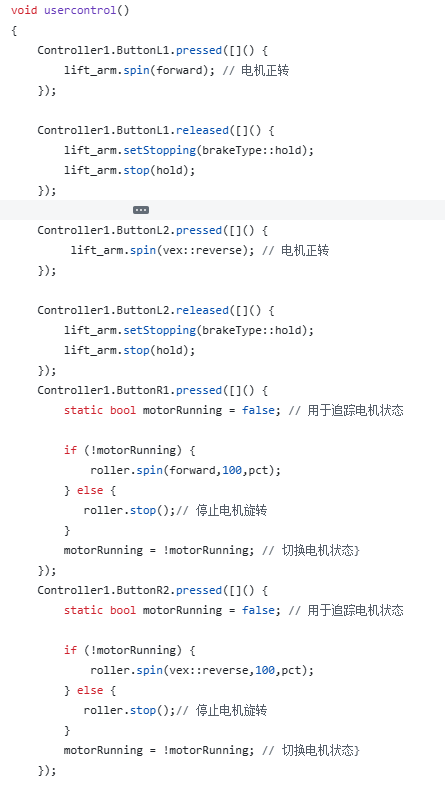 void usercontrol()
{
    Controller1.ButtonL1.pressed([]() {
        lift_arm.spin(forward); // 电机正转
    });

    Controller1.ButtonL1.released([]() {
        lift_arm.setStopping(brakeType::hold);
        lift_arm.stop(hold);
    });
    Controller1.ButtonL2.pressed([]() {
         lift_arm.spin(vex::reverse); // 电机正转
    });

    Controller1.ButtonL2.released([]() {
        lift_arm.setStopping(brakeType::hold);
        lift_arm.stop(hold);
    });
    Controller1.ButtonR1.pressed([]() {
        static bool motorRunning = false; // 用于追踪电机状态

        if (!motorRunning) {
            roller.spin(forward,100,pct);
        } else {
           roller.stop();// 停止电机旋转
        }
        motorRunning = !motorRunning; // 切换电机状态}
    });
    Controller1.ButtonR2.pressed([]() {
        static bool motorRunning = false; // 用于追踪电机状态

        if (!motorRunning) {
            roller.spin(vex::reverse,100,pct);
        } else {
           roller.stop();// 停止电机旋转
        }
        motorRunning = !motorRunning; // 切换电机状态}
    });